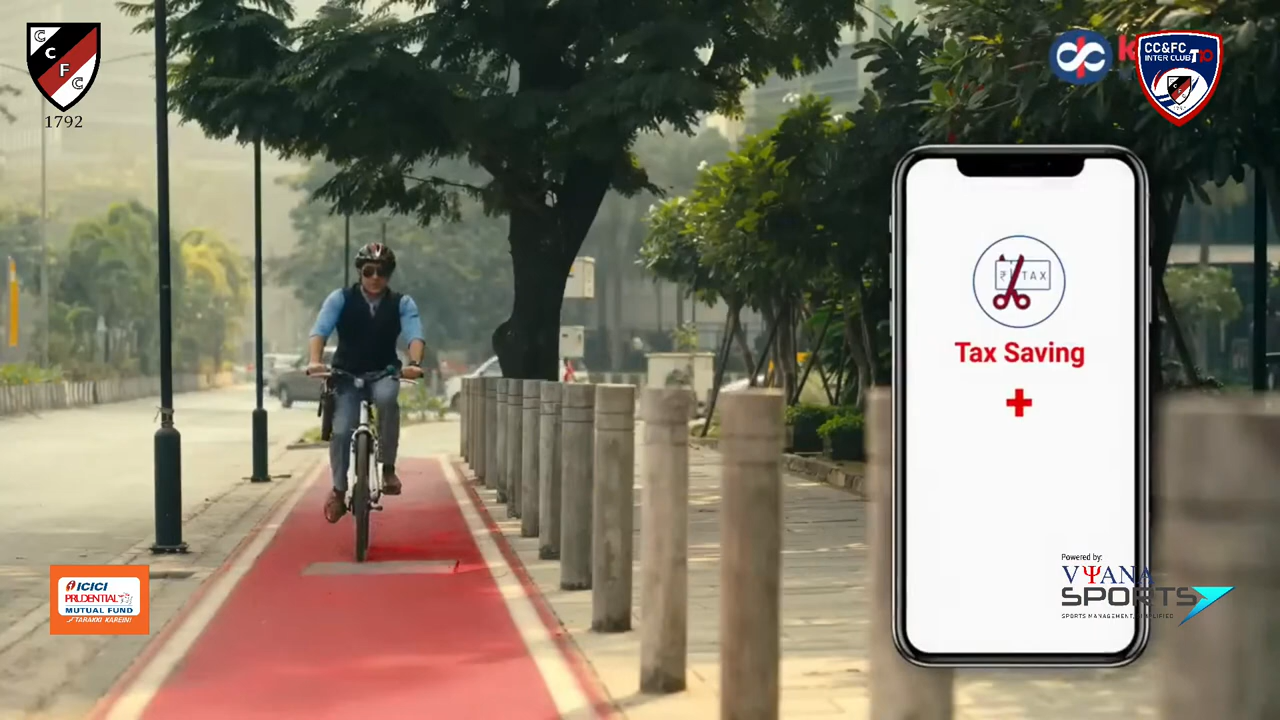 C
C
F
C
1792
CC&FC
INTER CLUB T10
₹ TAX
Tax Saving
+
ICICI
PRUDENTIAL
MUTUAL FUND
TARAKKI KAREIN!
Powered by:
VYANA
SPORTS
SPORTS MANAGEMENT, SIMPLIFIED